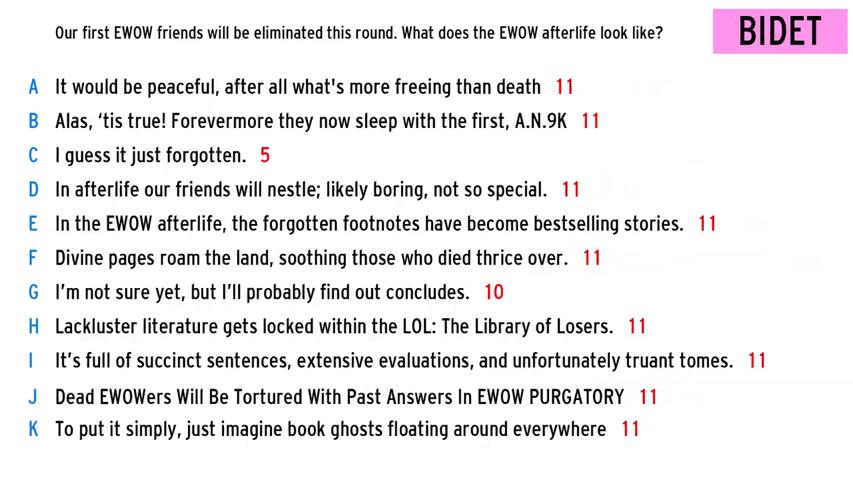 Our first EWOW friends will be eliminated this round. What does the EWOW afterlife look like?
BIDET
A It would be peaceful, after all what's more freeing than death 11
B Alas, ‘tis true! Forevermore they now sleep with the first, A.N.9K 11
C I guess it just forgotten. 5
D In afterlife our friends will nestle; likely boring, not so special. 11
E In the EWOW afterlife, the forgotten footnotes have become bestselling stories. 11
F Divine pages roam the land, soothing those who died thrice over. 11
G I’m not sure yet, but I’ll probably find out concludes. 10
H Lackluster literature gets locked within the LOL: The Library of Losers. 11
I It’s full of succinct sentences, extensive evaluations, and unfortunately truant tomes. 11
J Dead EWOWers Will Be Tortured With Past Answers In EWOW PURGATORY 11
K To put it simply, just imagine book ghosts floating around everywhere 11